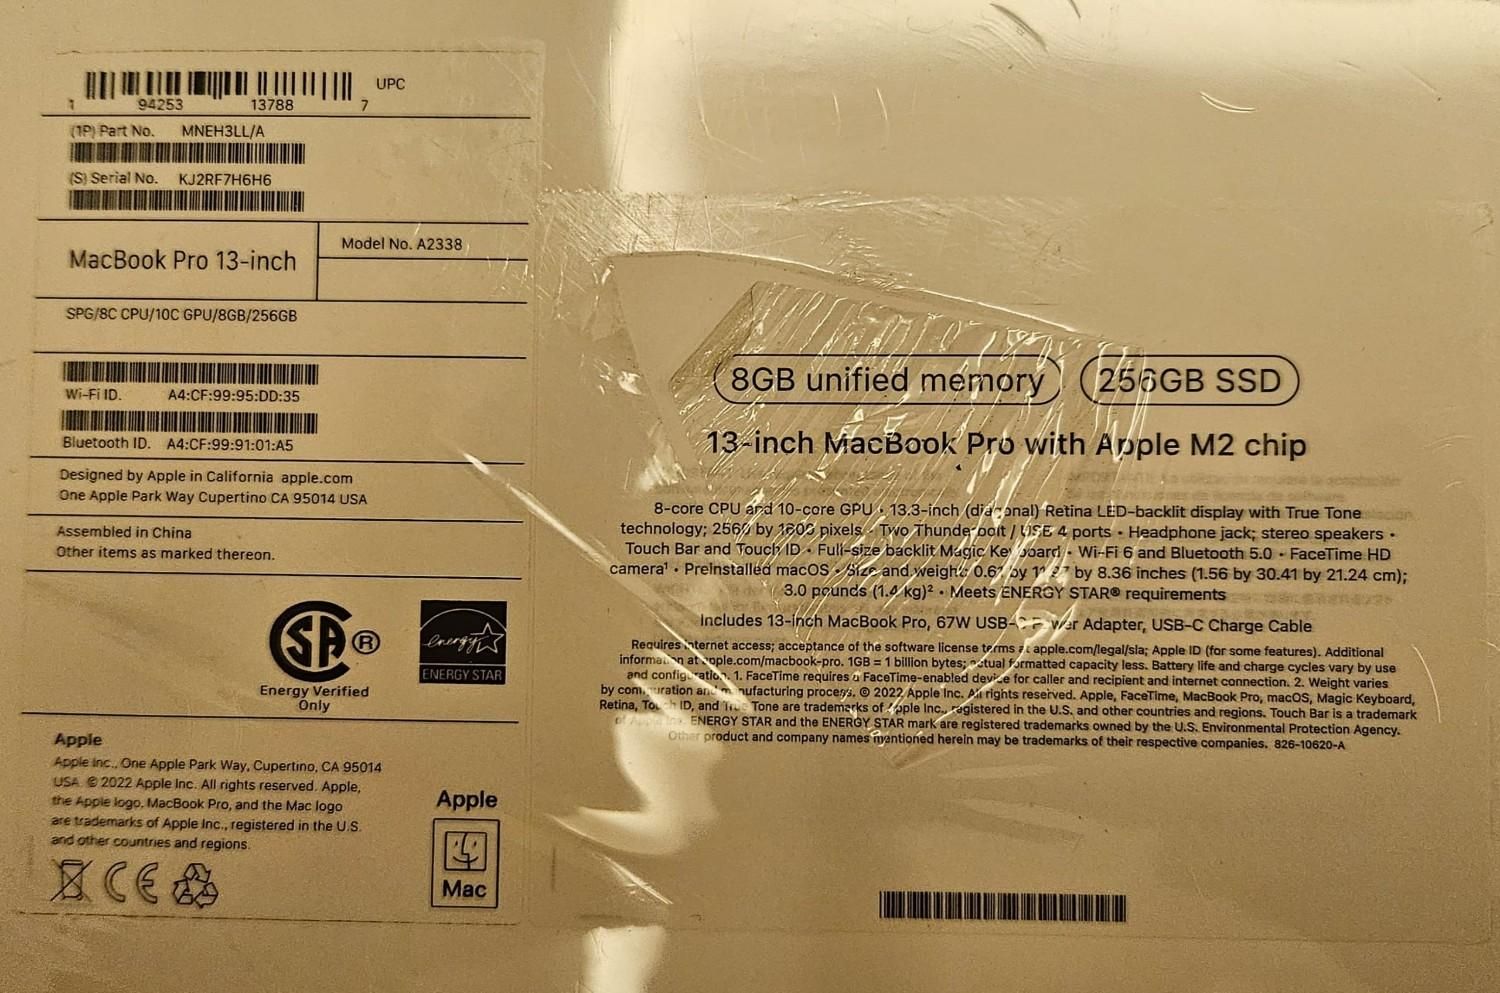 UPC
1 94253 13788 7
(1P) Part No. MNEH3LL/A
(S) Serial No. KJ2RF7H6H6
MacBook Pro 13-inch
Model No. A2338
SPG/8C CPU/10C GPU/8GB/256GB
Wi-Fi ID. A4:CF:99:95:DD:35
Bluetooth ID. A4:CF:99:91:01:A5
Designed by Apple in California apple.com
One Apple Park Way Cupertino CA 95014 USA
Assembled in China
Other items as marked thereon.
SA ®
Energy Verified
Only
energy
ENERGY STAR
Apple
Apple Inc., One Apple Park Way, Cupertino, CA 95014
USA. © 2022 Apple Inc. All rights reserved. Apple,
the Apple logo, MacBook Pro, and the Mac logo
are trademarks of Apple Inc., registered in the U.S.
and other countries and regions.
CE
Apple
Mac
8GB unified memory 256GB SSD
13-inch MacBook Pro with Apple M2 chip
8-core CPU and 10-core GPU • 13.3-inch (diagonal) Retina LED-backlit display with True Tone
technology; 2560 by 1600 pixels • Two Thunderbolt / USB 4 ports • Headphone jack; stereo speakers •
Touch Bar and Touch ID • Full-size backlit Magic Keyboard • Wi-Fi 6 and Bluetooth 5.0 • FaceTime HD
camera¹ • Preinstalled macOS • Size and weight: 0.61 by 11.97 by 8.36 inches (1.56 by 30.41 by 21.24 cm);
3.0 pounds (1.4 kg)² • Meets ENERGY STAR® requirements
Includes 13-inch MacBook Pro, 67W USB-C Power Adapter, USB-C Charge Cable
Requires internet access; acceptance of the software license terms at apple.com/legal/sla; Apple ID (for some features). Additional
information at apple.com/macbook-pro. 1GB = 1 billion bytes; actual formatted capacity less. Battery life and charge cycles vary by use
and configuration. 1. FaceTime requires a FaceTime-enabled device for caller and recipient and internet connection. 2. Weight varies
by configuration and manufacturing process. © 2022 Apple Inc. All rights reserved. Apple, FaceTime, MacBook Pro, macOS, Magic Keyboard,
Retina, Touch ID, and True Tone are trademarks of Apple Inc., registered in the U.S. and other countries and regions. Touch Bar is a trademark
of Apple Inc. ENERGY STAR and the ENERGY STAR mark are registered trademarks owned by the U.S. Environmental Protection Agency.
Other product and company names mentioned herein may be trademarks of their respective companies. 826-10620-A